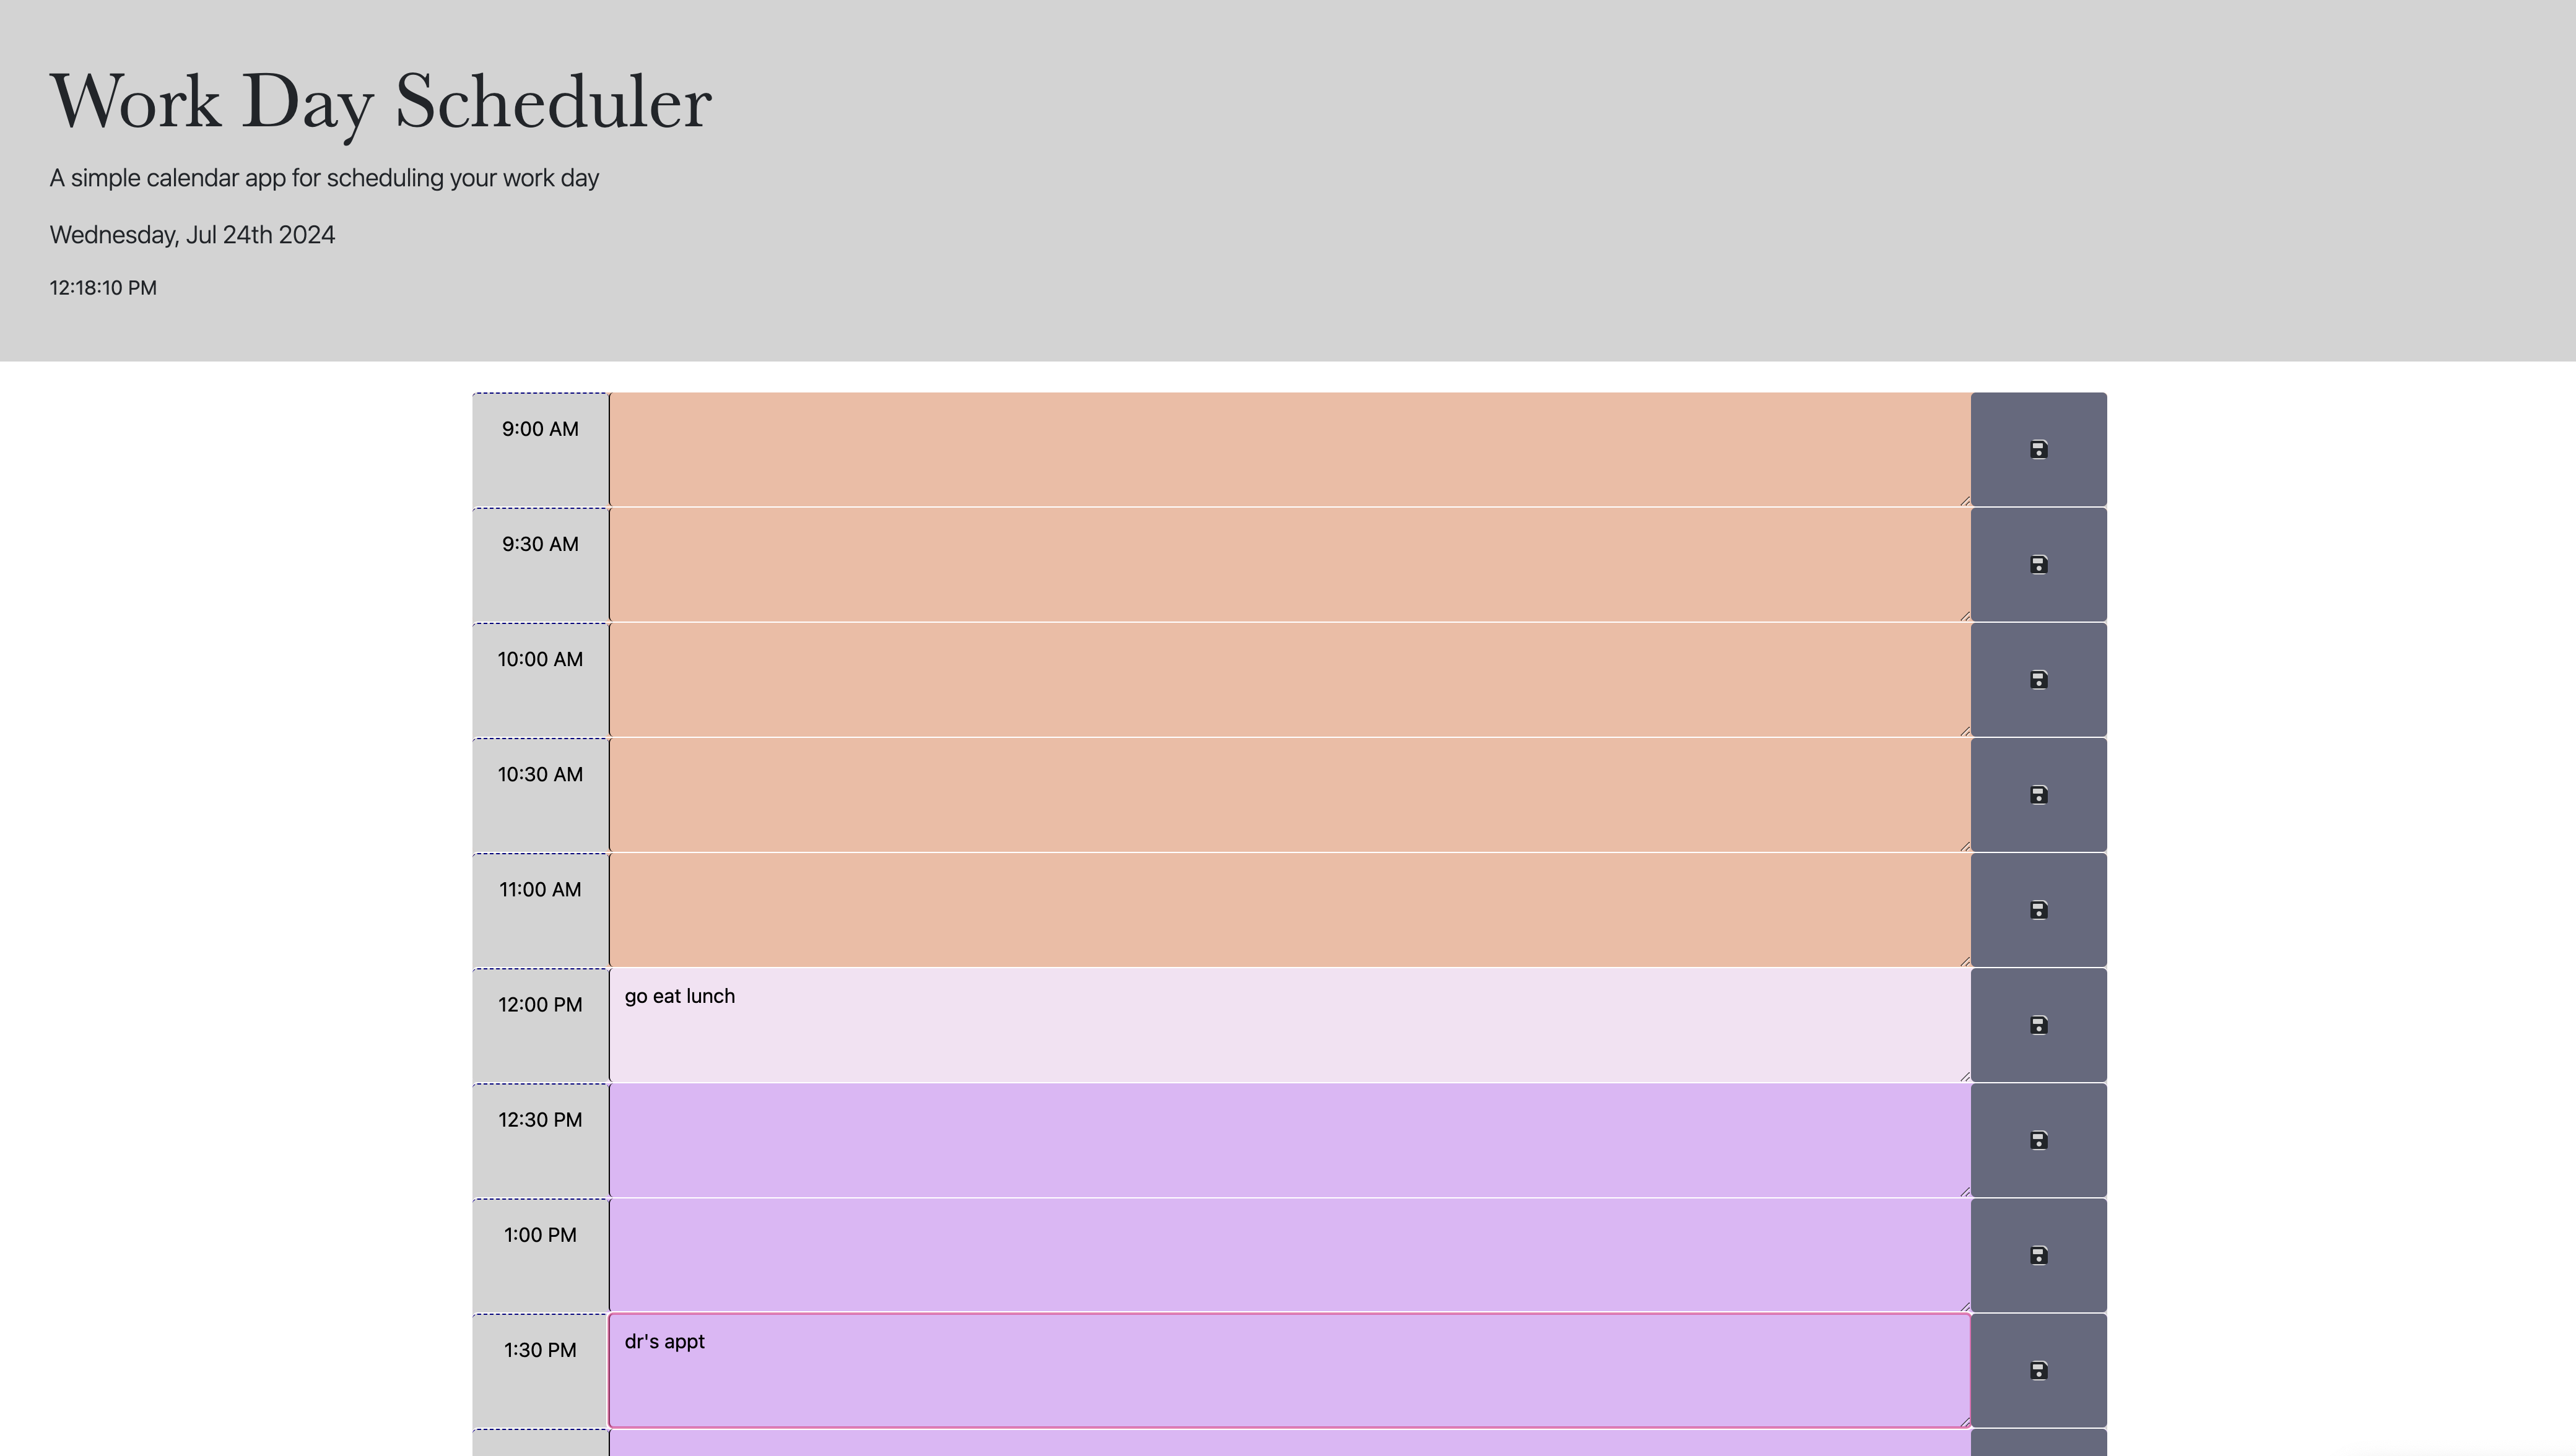 Work Day Scheduler
A simple calendar app for scheduling your work day
Wednesday, Jul 24th 2024
12:18:10 PM
9:00 AM
9:30 AM
10:00 AM
10:30 AM
11:00 AM
12:00 PM
go eat lunch
12:30 PM
1:00 PM
1:30 PM
dr's appt